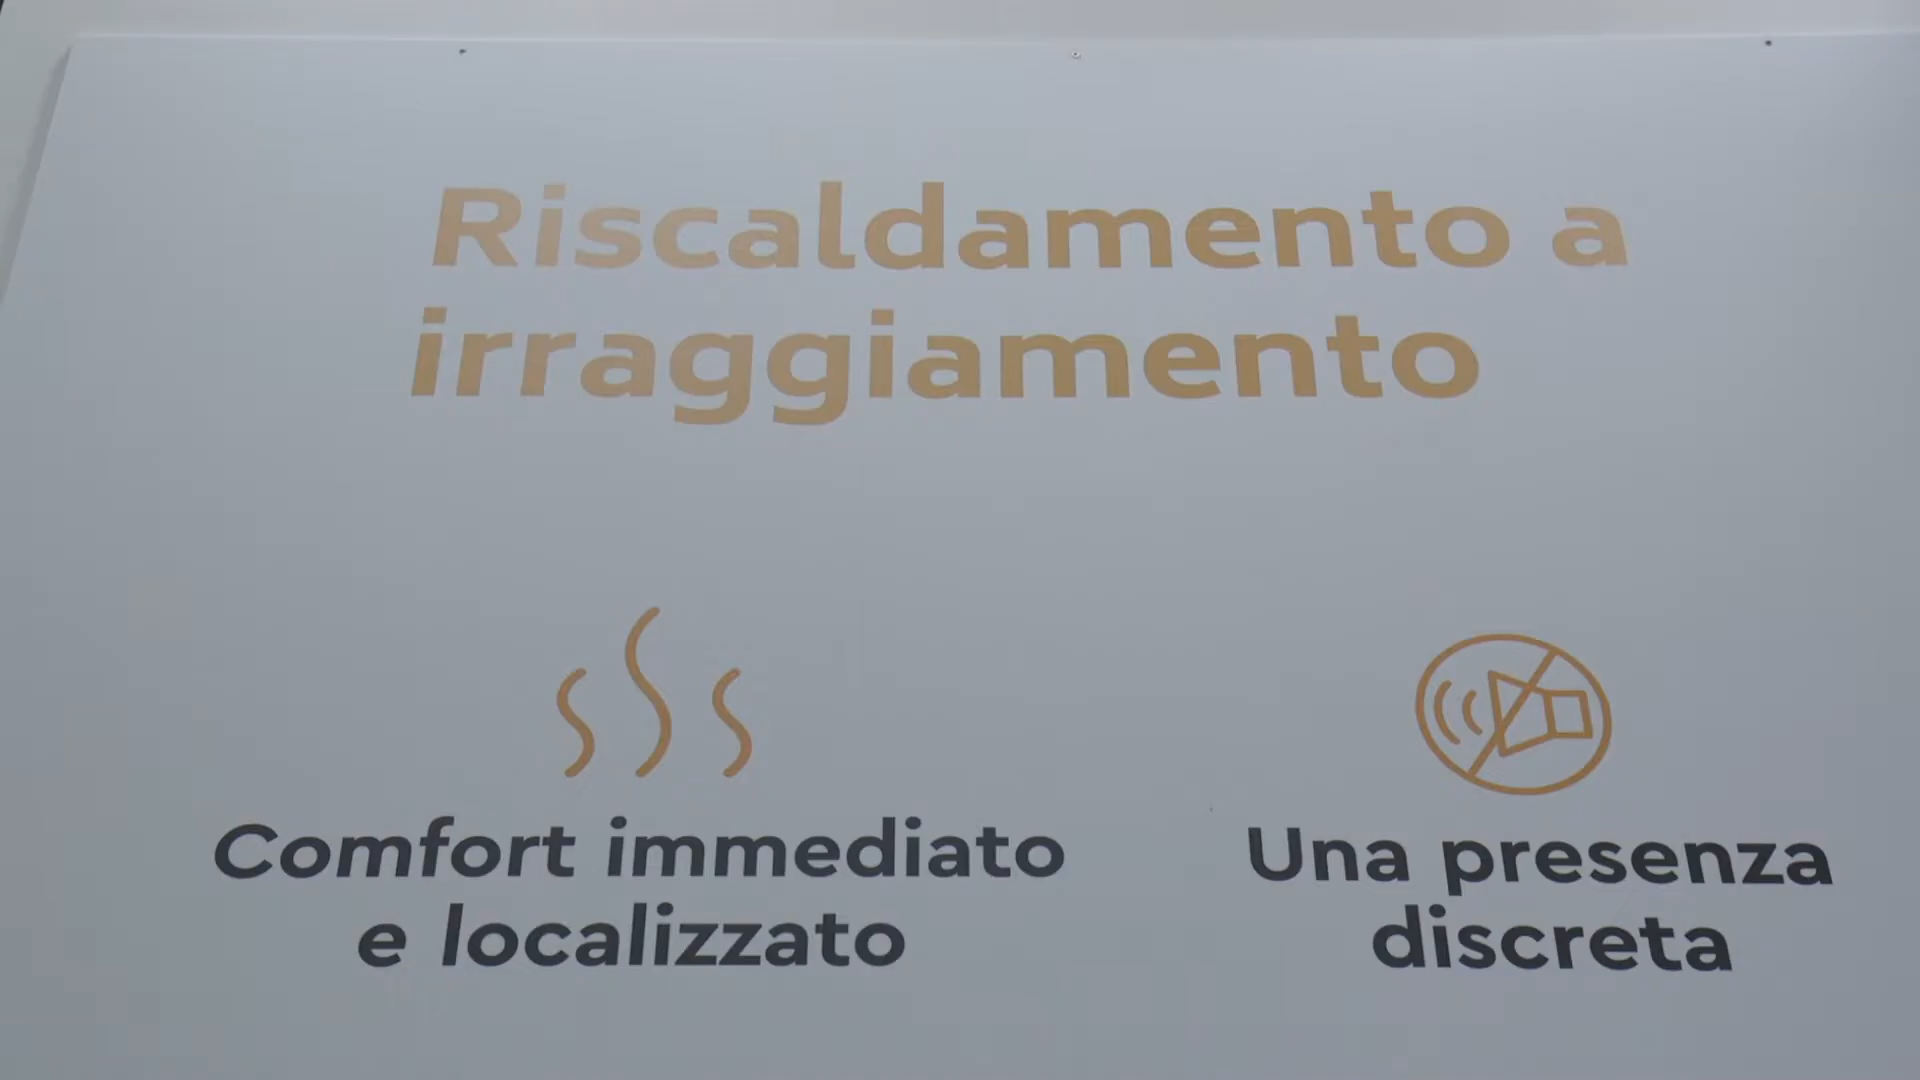 Riscaldamento a
irraggiamento
Comfort immediato
e localizzato
Una presenza
discreta